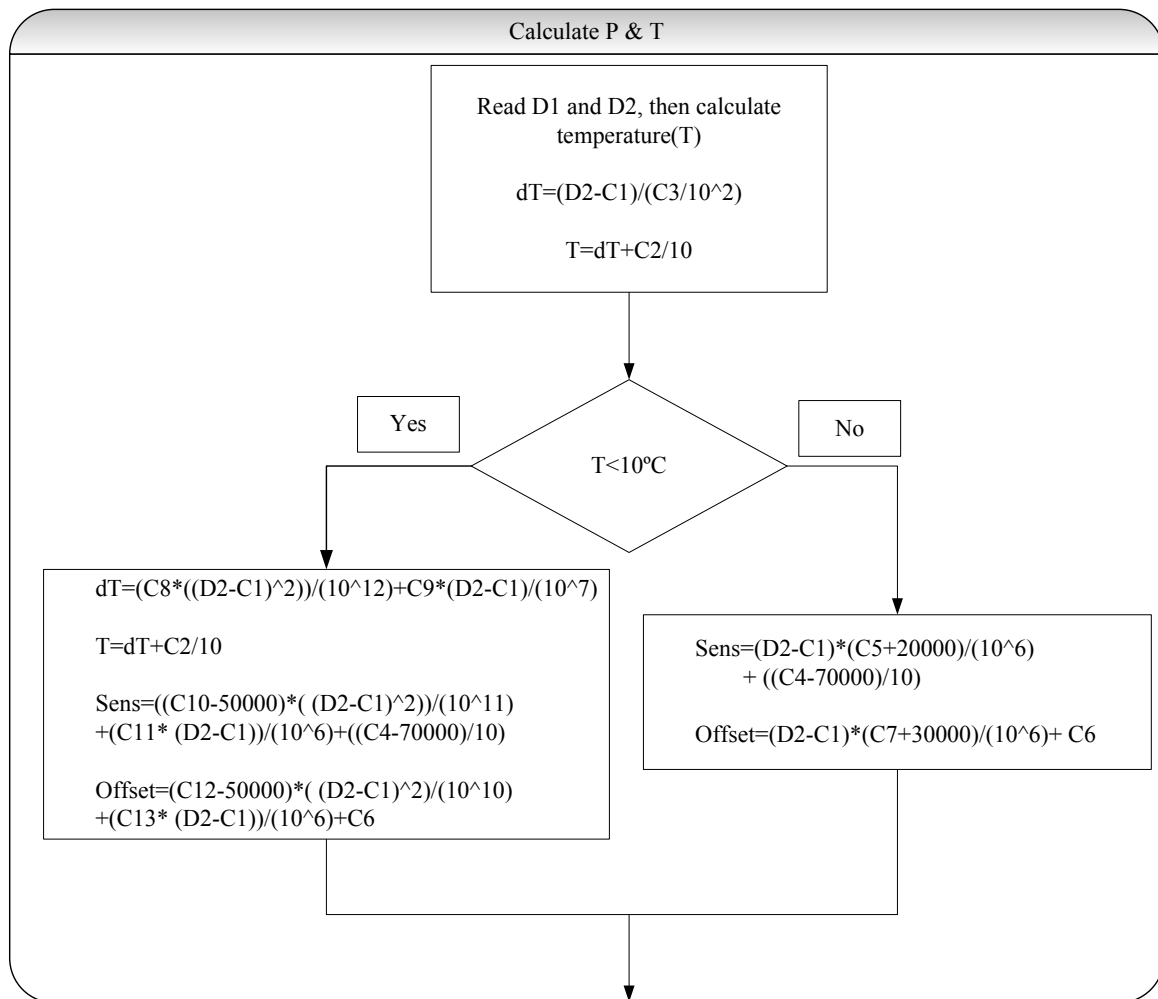 Calculate P & T
Read D1 and D2, then calculate
temperature(T)
dT=(D2-C1)/(C3/10^2)
T=dT+C2/10
Yes
No
T<10ºC
dT=(C8*((D2-C1)^2))/(10^12)+C9*(D2-C1)/(10^7)
T=dT+C2/10
Sens=((C10-50000)*( (D2-C1)^2))/(10^11)
+(C11* (D2-C1))/(10^6)+((C4-70000)/10)
Offset=(C12-50000)*( (D2-C1)^2)/(10^10)
+(C13* (D2-C1))/(10^6)+C6
Sens=(D2-C1)*(C5+20000)/(10^6)
+ ((C4-70000)/10)
Offset=(D2-C1)*(C7+30000)/(10^6)+ C6